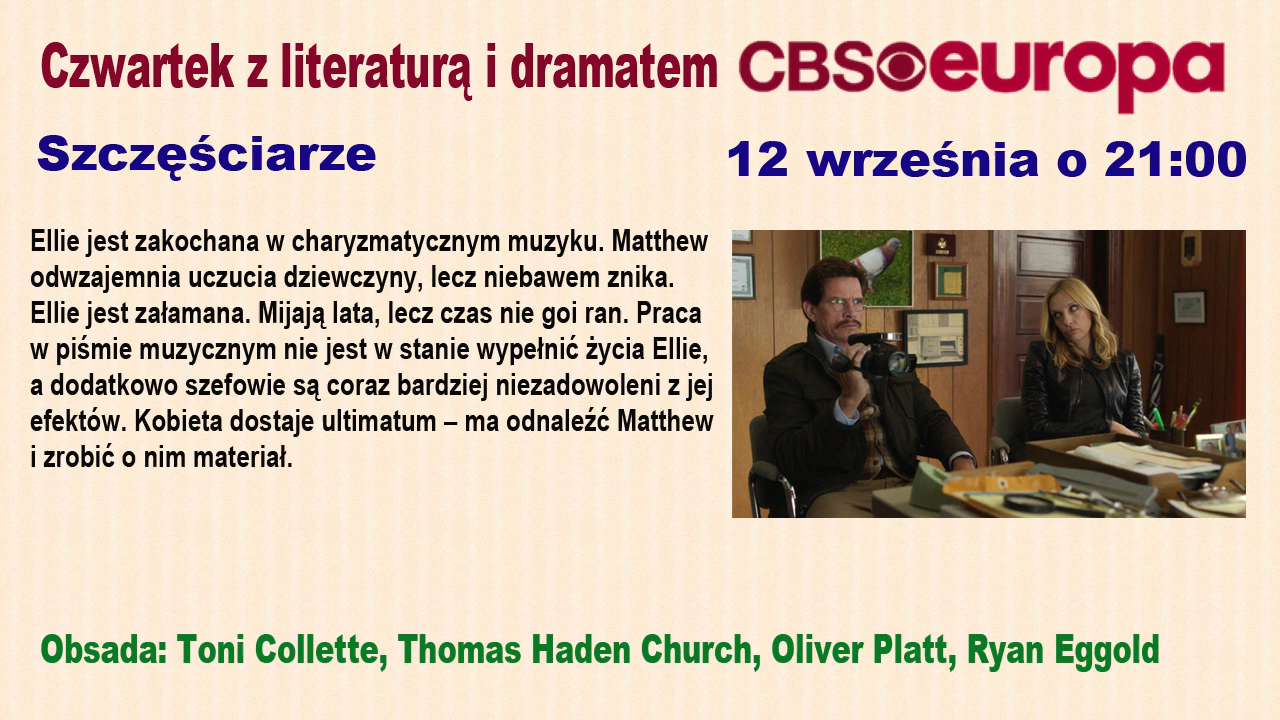 Czwartek z literaturą i dramatem
CBS europa
Szczęściarze
12 września o 21:00
Ellie jest zakochana w charyzmatycznym muzyku. Matthew
odwzajemnia uczucia dziewczyny, lecz niebawem znika.
Ellie jest załamana. Mijają lata, lecz czas nie goi ran. Praca
w piśmie muzycznym nie jest w stanie wypełnić życia Ellie,
a dodatkowo szefowie są coraz bardziej niezadowoleni z jej
efektów. Kobieta dostaje ultimatum – ma odnaleźć Matthew
i zrobić o nim materiał.
Obsada: Toni Collette, Thomas Haden Church, Oliver Platt, Ryan Eggold